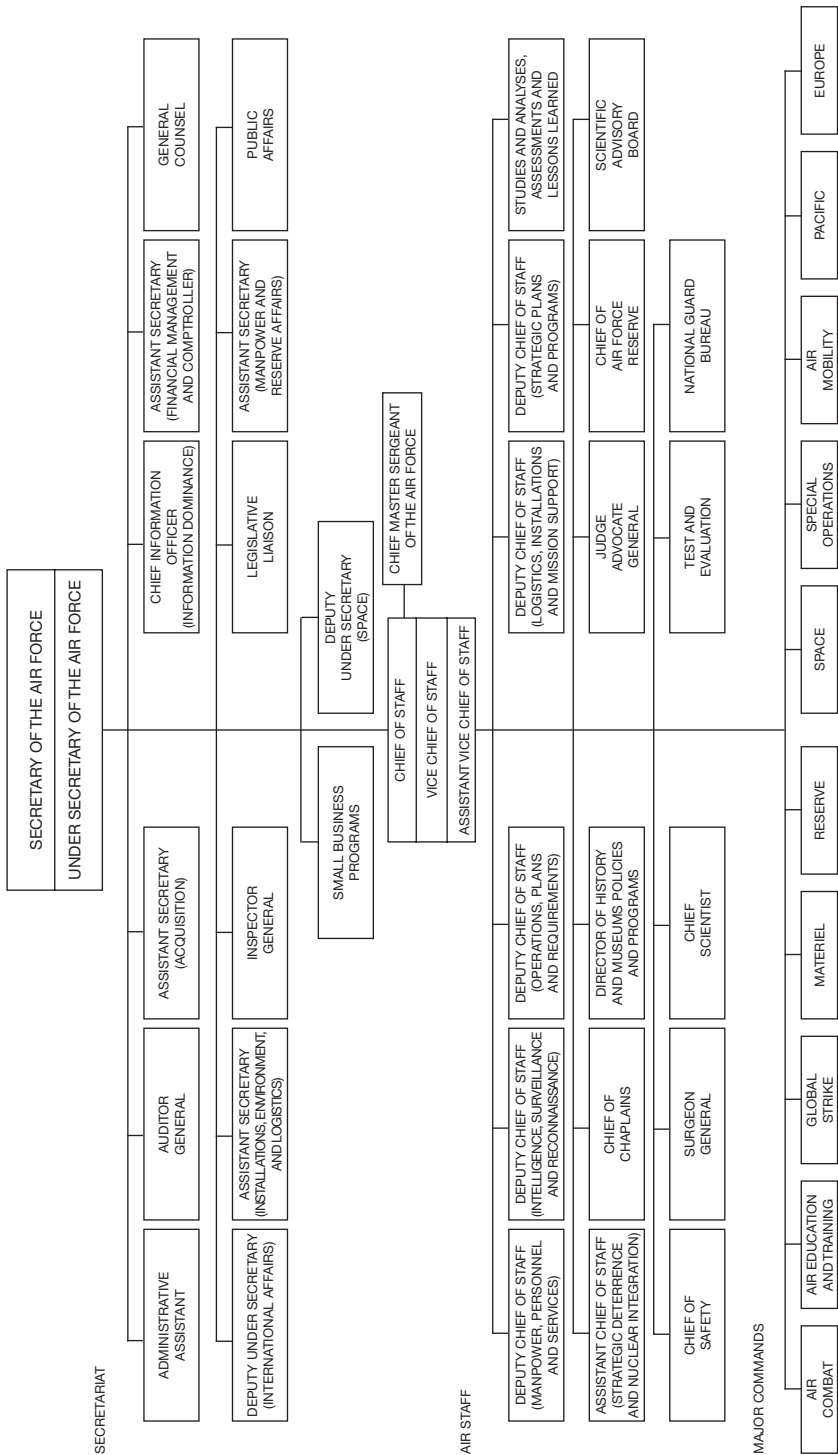 SECRETARY OF THE AIR FORCE
UNDER SECRETARY OF THE AIR FORCE
SECRETARIAT
ADMINISTRATIVE
ASSISTANT
AUDITOR
GENERAL
ASSISTANT SECRETARY
(ACQUISITION)
CHIEF INFORMATION
OFFICER
(INFORMATION DOMINANCE)
ASSISTANT SECRETARY
(FINANCIAL MANAGEMENT
AND COMPTROLLER)
GENERAL
COUNSEL
DEPUTY UNDER SECRETARY
(INTERNATIONAL AFFAIRS)
ASSISTANT SECRETARY
(INSTALLATIONS, ENVIRONMENT,
AND LOGISTICS)
INSPECTOR
GENERAL
LEGISLATIVE
LIAISON
ASSISTANT SECRETARY
(MANPOWER AND
RESERVE AFFAIRS)
PUBLIC
AFFAIRS
SMALL BUSINESS
PROGRAMS
DEPUTY
UNDER SECRETARY
(SPACE)
CHIEF OF STAFF
VICE CHIEF OF STAFF
ASSISTANT VICE CHIEF OF STAFF
CHIEF MASTER SERGEANT
OF THE AIR FORCE
AIR STAFF
DEPUTY CHIEF OF STAFF
(MANPOWER, PERSONNEL
AND SERVICES)
DEPUTY CHIEF OF STAFF
(INTELLIGENCE, SURVEILLANCE
AND RECONNAISSANCE)
DEPUTY CHIEF OF STAFF
(OPERATIONS, PLANS
AND REQUIREMENTS)
DEPUTY CHIEF OF STAFF
(LOGISTICS, INSTALLATIONS
AND MISSION SUPPORT)
DEPUTY CHIEF OF STAFF
(STRATEGIC PLANS
AND PROGRAMS)
STUDIES AND ANALYSES,
ASSESSMENTS AND
LESSONS LEARNED
ASSISTANT CHIEF OF STAFF
(STRATEGIC DETERRENCE
AND NUCLEAR INTEGRATION)
CHIEF OF
CHAPLAINS
DIRECTOR OF HISTORY
AND MUSEUMS POLICIES
AND PROGRAMS
JUDGE
ADVOCATE
GENERAL
CHIEF OF
AIR FORCE
RESERVE
SCIENTIFIC
ADVISORY
BOARD
CHIEF OF
SAFETY
SURGEON
GENERAL
CHIEF
SCIENTIST
TEST AND
EVALUATION
NATIONAL GUARD
BUREAU
MAJOR COMMANDS
AIR
COMBAT
AIR EDUCATION
AND TRAINING
GLOBAL
STRIKE
MATERIEL
RESERVE
SPACE
SPECIAL
OPERATIONS
AIR
MOBILITY
PACIFIC
EUROPE